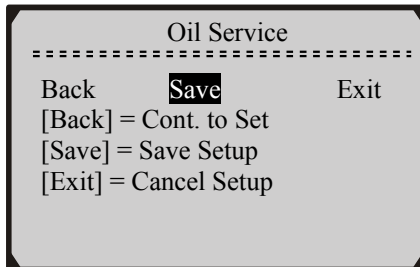 Oil Service
Back Save Exit
[Back] = Cont. to Set
[Save] = Save Setup
[Exit] = Cancel Setup